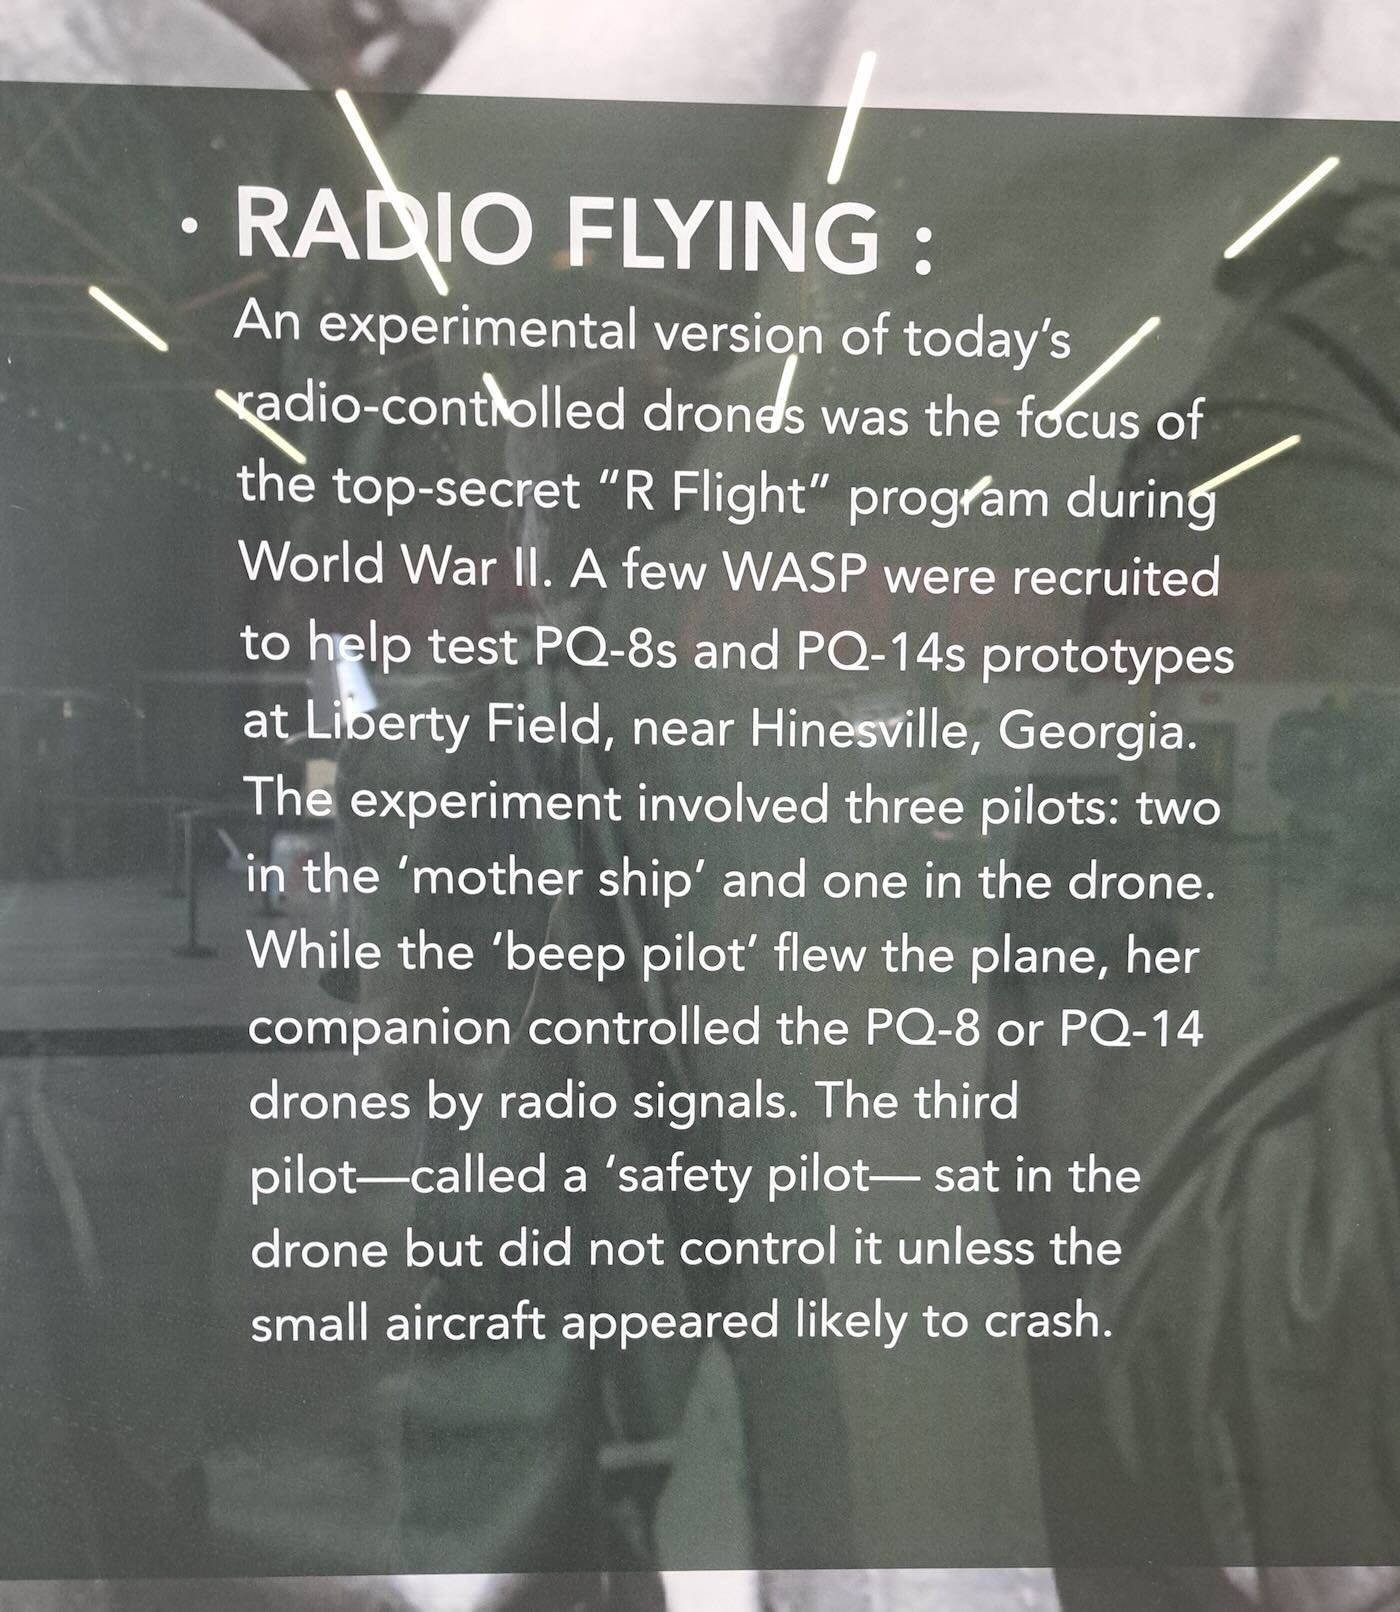 · RADIO FLYING :
An experimental version of today’s
radio-controlled drones was the focus of
the top-secret “R Flight” program during
World War II. A few WASP were recruited
to help test PQ-8s and PQ-14s prototypes
at Liberty Field, near Hinesville, Georgia.
The experiment involved three pilots: two
in the ‘mother ship’ and one in the drone.
While the ‘beep pilot’ flew the plane, her
companion controlled the PQ-8 or PQ-14
drones by radio signals. The third
pilot—called a ‘safety pilot— sat in the
drone but did not control it unless the
small aircraft appeared likely to crash.